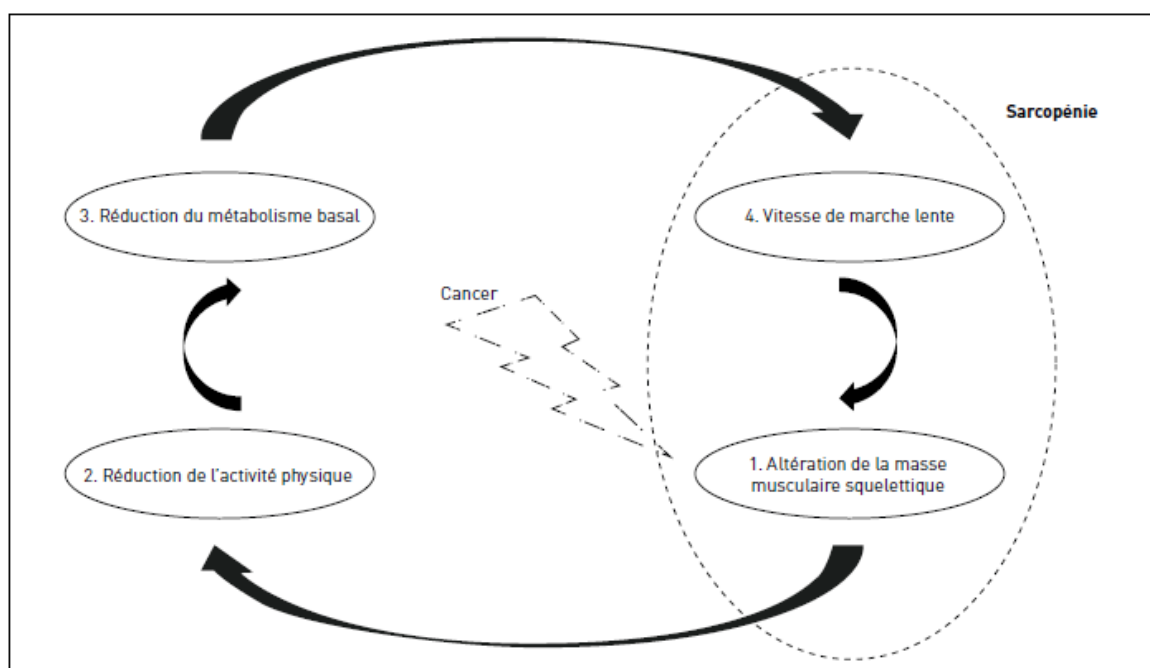 Sarcopénie
3. Réduction du métabolisme basal
4. Vitesse de marche lente
Cancer
2. Réduction de l'activité physique
1. Altération de la masse
musculaire squelettique